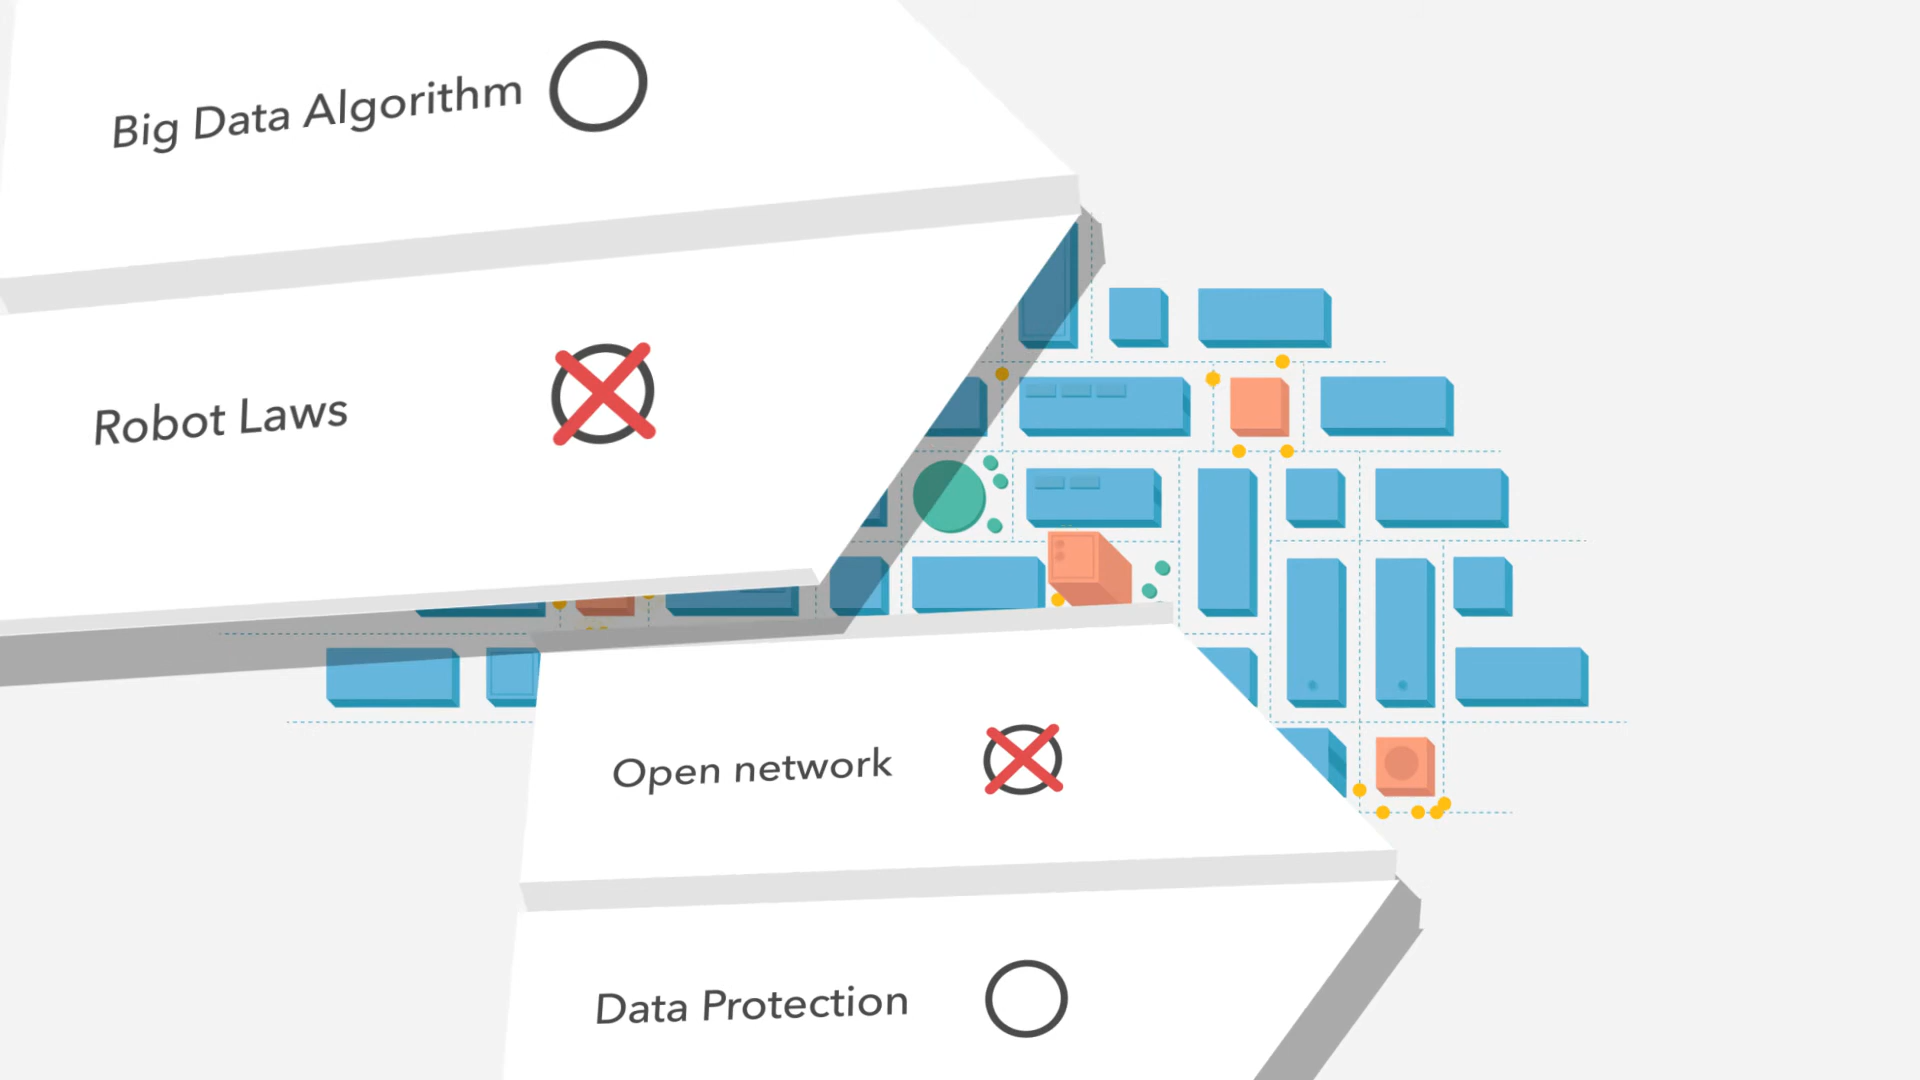 Big Data Algorithm
Robot Laws
Open network
Data Protection